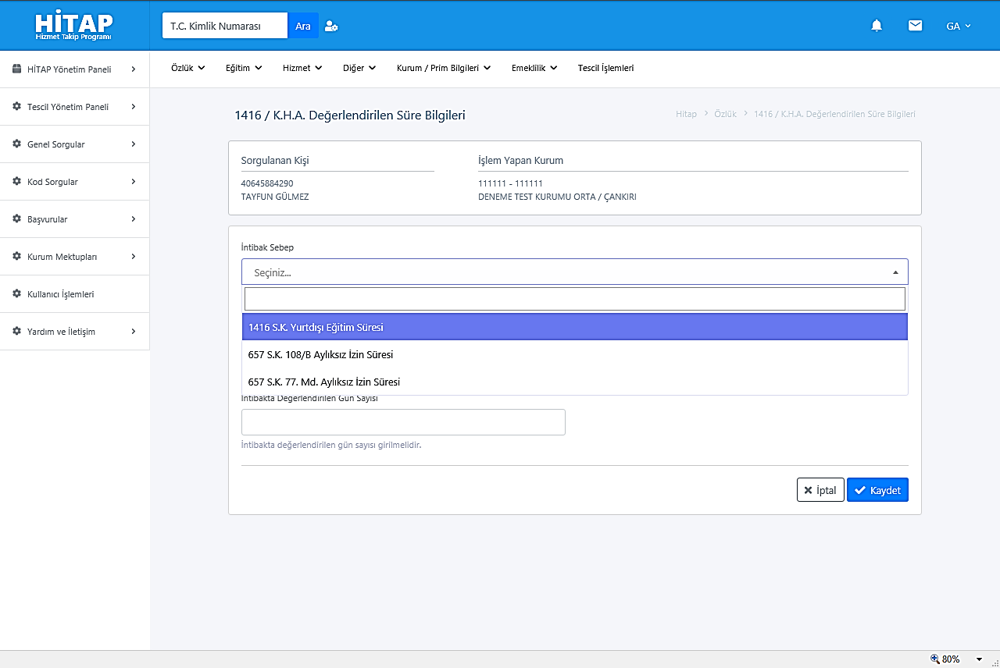 HİTAP
Hizmet Takip Programı
T.C. Kimlik Numarası
Ara
GA
HİTAP Yönetim Paneli
Tescil Yönetim Paneli
Genel Sorgular
Kod Sorgular
Başvurular
Kurum Mektupları
Kullanıcı İşlemleri
Yardım ve İletişim
Özlük
Eğitim
Hizmet
Diğer
Kurum / Prim Bilgileri
Emeklilik
Tescil İşlemleri
1416 / K.H.A. Değerlendirilen Süre Bilgileri
Hitap > Özlük > 1416 / K.H.A. Değerlendirilen Süre Bilgileri
Sorgulanan Kişi
40645884290
TAYFUN GÜLMEZ
İşlem Yapan Kurum
111111 - 111111
DENEME TEST KURUMU ORTA / ÇANKIRI
İntibak Sebep
Seçiniz...
1416 S.K. Yurtdışı Eğitim Süresi
657 S.K. 108/B Aylıksız İzin Süresi
657 S.K. 77. Md. Aylıksız İzin Süresi
İntibakta Değerlendirilen Gün Sayısı
İntibakta değerlendirilen gün sayısı girilmelidir.
İptal
Kaydet
80%